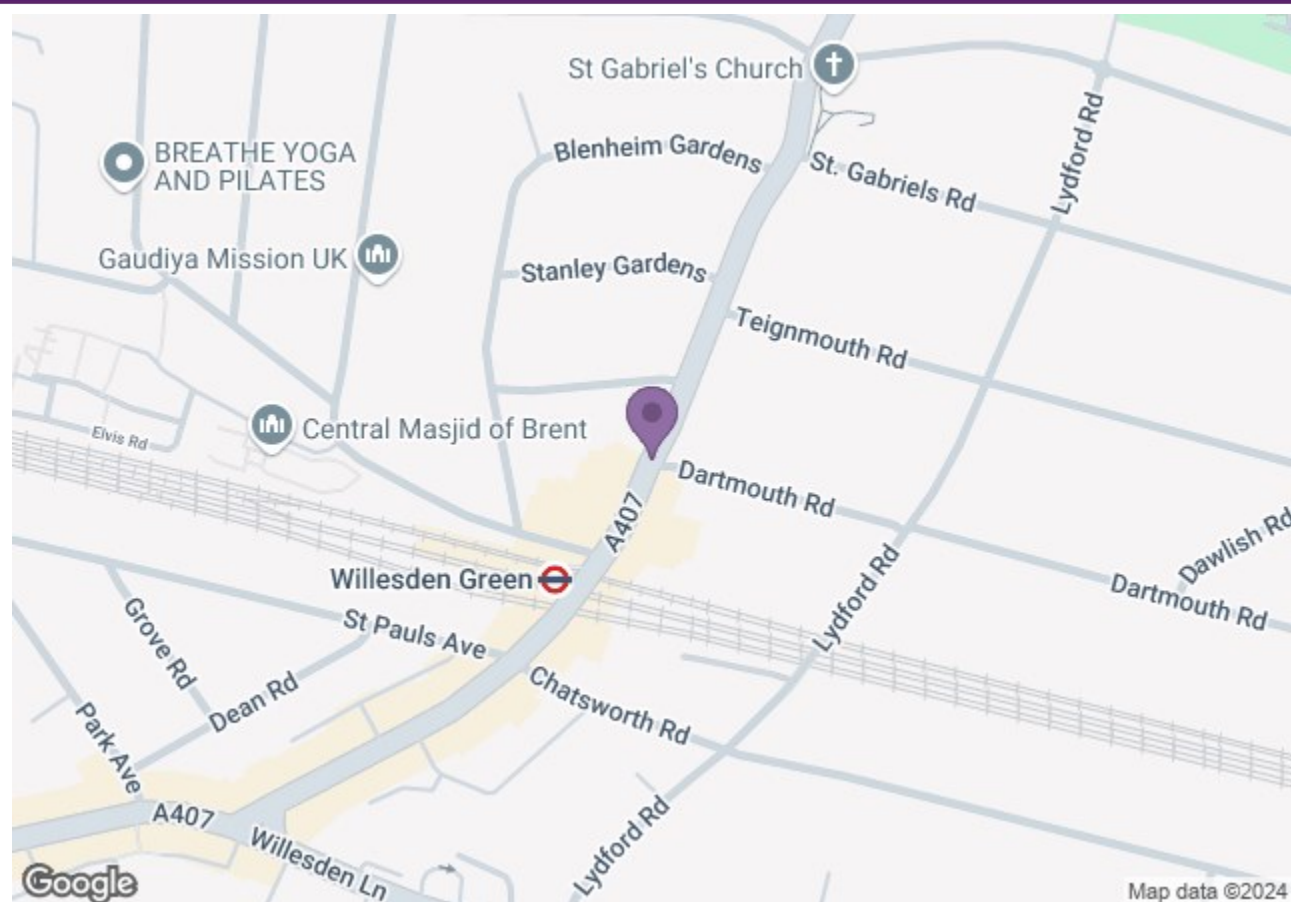 St Gabriel's Church
Blenheim Gardens
St. Gabriels Rd
Lydford Rd
BREATHE YOGA
AND PILATES
Gaudiya Mission UK
Stanley Gardens
Teignmouth Rd
Elvis Rd
Central Masjid of Brent
Dartmouth Rd
A407
Dawlish Rd
Willesden Green
Dartmouth Rd
Lydford Rd
Grove Rd
St Pauls Ave
Dean Rd
Chatsworth Rd
Park Ave
A407
Willesden Ln
Lydford Rd
Google
Map data ©2024